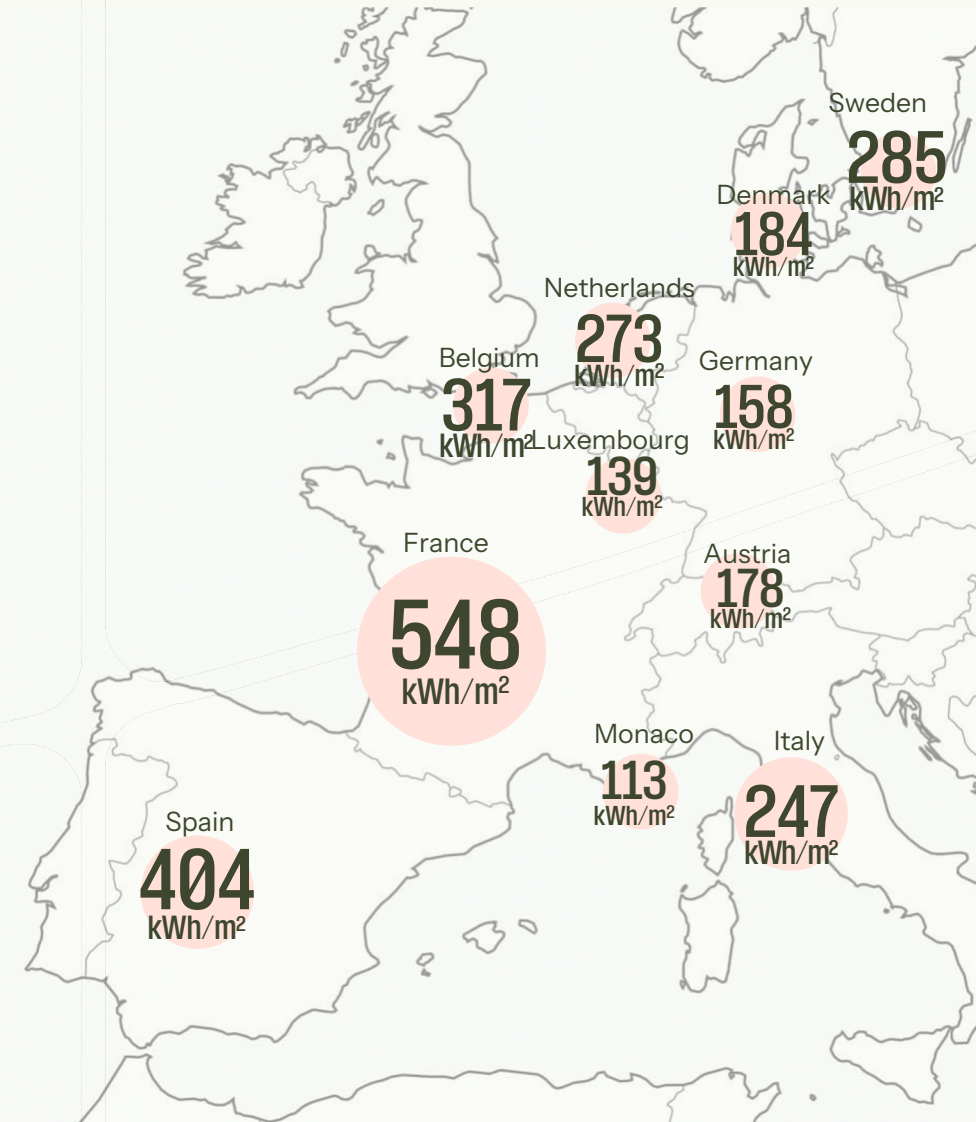 Sweden
285
kWh/m²
Denmark
184
kWh/m²
Netherlands
273
kWh/m²
Belgium
317
kWh/m²
Germany
158
kWh/m²
Luxembourg
139
kWh/m²
France
548
kWh/m²
Austria
178
kWh/m²
Monaco
113
kWh/m²
Italy
247
kWh/m²
Spain
404
kWh/m²